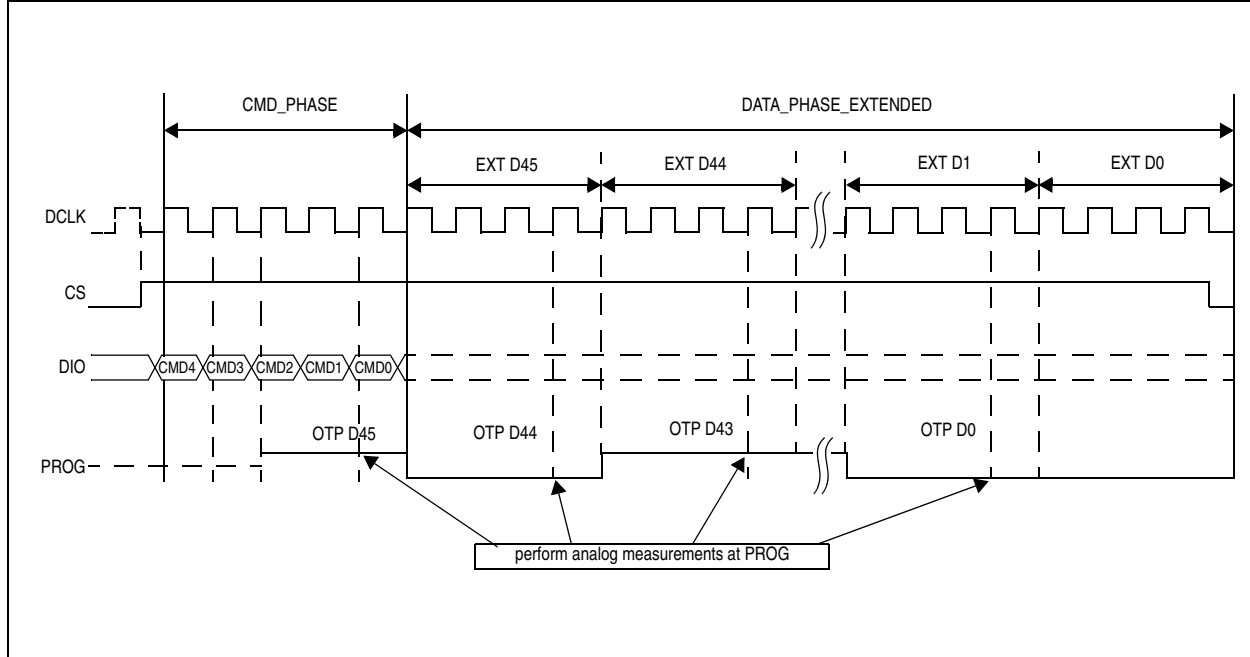 CMD_PHASE DATA_PHASE_EXTENDED
EXT D45 EXT D44 EXT D1 EXT D0
DCLK
CS
DIO CMD4 CMD3 CMD2 CMD1 CMD0
OTP D45 OTP D44 OTP D43 OTP D0
PROG
perform analog measurements at PROG